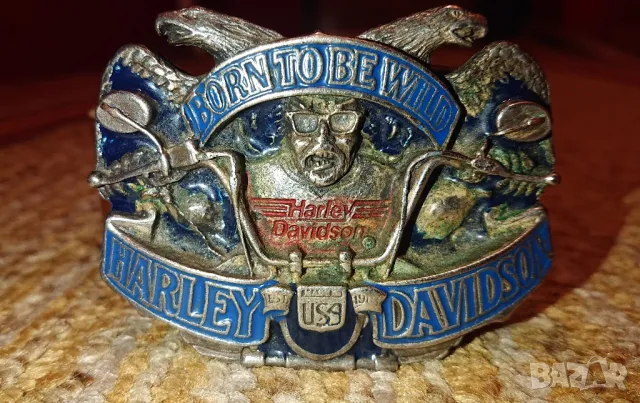 BORN TO BE WILD
Harley
Davidson
®
HARLEY DAVIDSON
USA
BAZAR